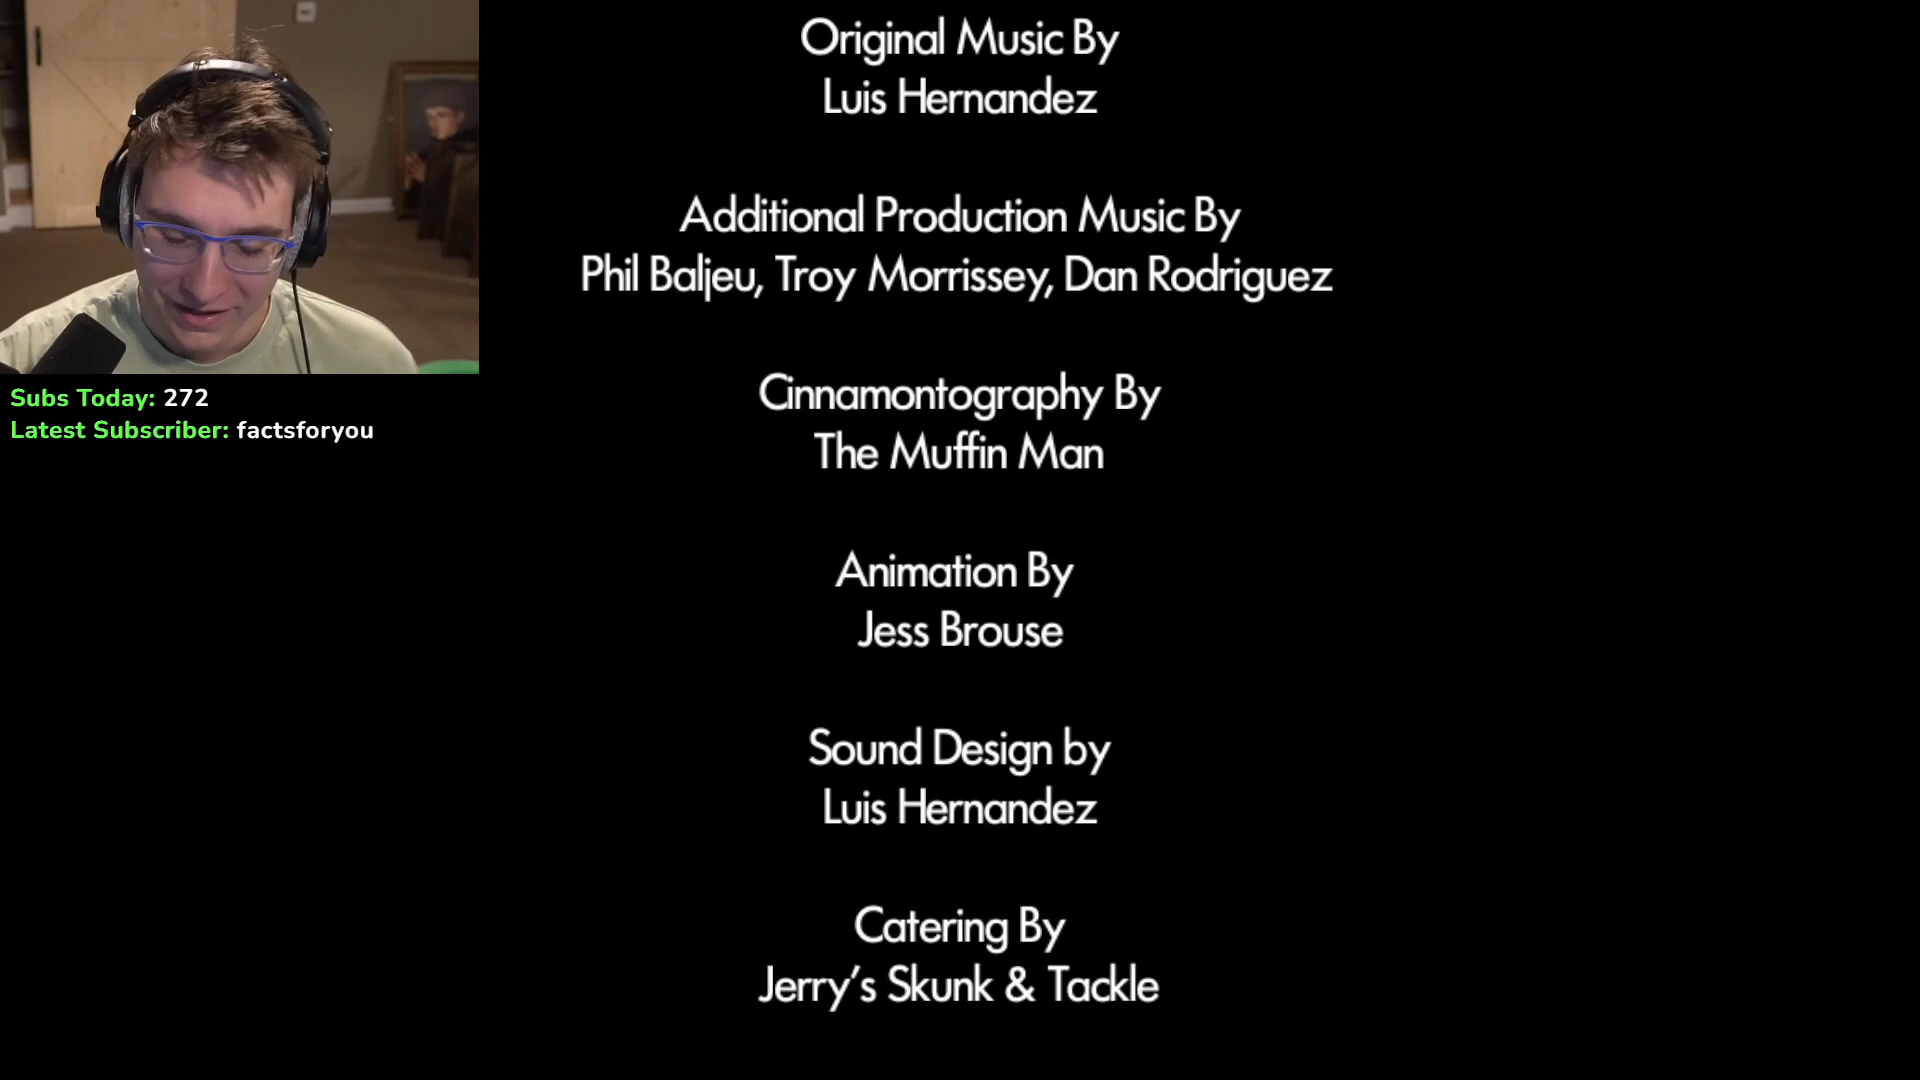 Original Music By
Luis Hernandez
Additional Production Music By
Phil Baljeu, Troy Morrissey, Dan Rodriguez
Cinnamontography By
The Muffin Man
Animation By
Jess Brouse
Sound Design by
Luis Hernandez
Catering By
Jerry’s Skunk & Tackle
Subs Today: 272
Latest Subscriber: factsforyou